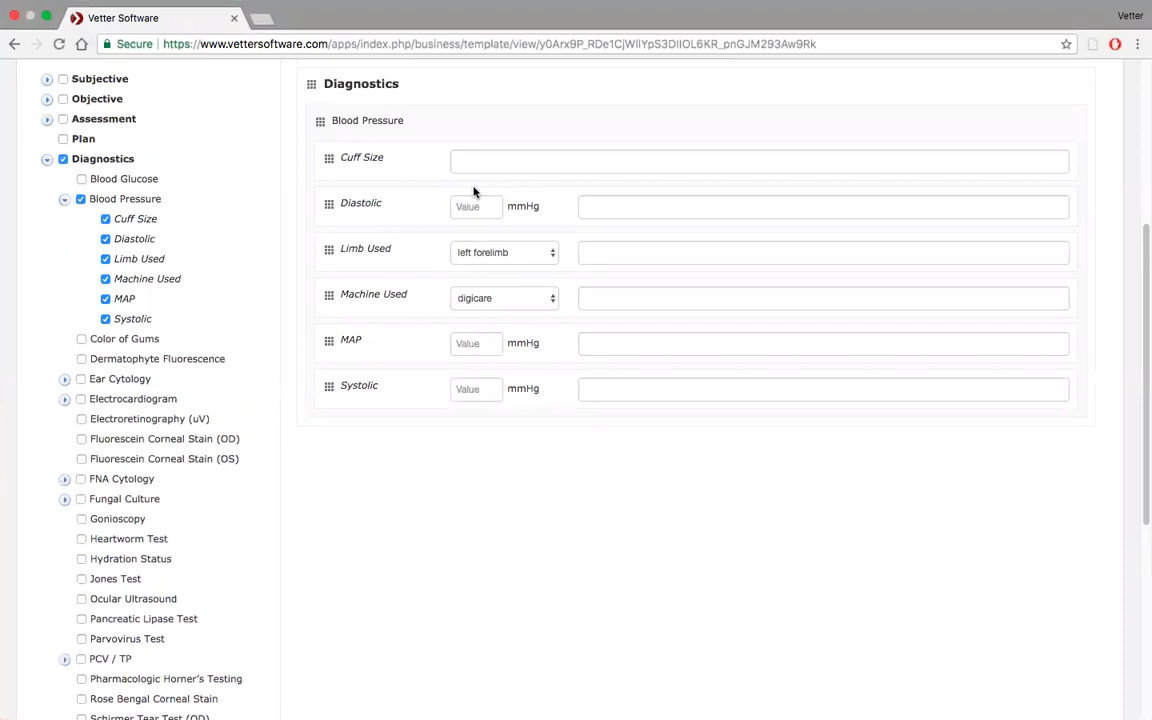 Vetter Software
Vetter
Secure
https://www.vettersoftware.com/apps/index.php/business/template/view/y0Arx9P_RDe1CjWlIYpS3DIIOL6KR_pnGJM293Aw9Rk
Subjective
Objective
Assessment
Plan
Diagnostics
Blood Glucose
Blood Pressure
Cuff Size
Diastolic
Limb Used
Machine Used
MAP
Systolic
Color of Gums
Dermatophyte Fluorescence
Ear Cytology
Electrocardiogram
Electroretinography (uV)
Fluorescein Corneal Stain (OD)
Fluorescein Corneal Stain (OS)
FNA Cytology
Fungal Culture
Gonioscopy
Heartworm Test
Hydration Status
Jones Test
Ocular Ultrasound
Pancreatic Lipase Test
Parvovirus Test
PCV / TP
Pharmacologic Horner's Testing
Rose Bengal Corneal Stain
Schirmer Tear Test (OD)
Diagnostics
Blood Pressure
Cuff Size
Diastolic Value mmHg
Limb Used left forelimb
Machine Used digicare
MAP Value mmHg
Systolic Value mmHg